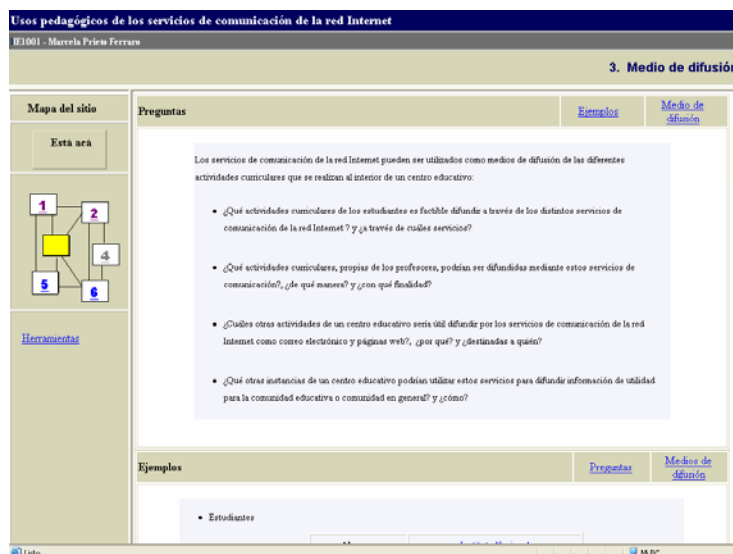 Usos pedagógicos de los servicios de comunicación de la red Internet
IE1001 - Marcela Prieto Ferraro
3. Medio de difusión
Mapa del sitio
Está acá
1
2
4
5
6
Herramientas
Preguntas
Ejemplos
Medio de
difusión
Los servicios de comunicación de la red Internet pueden ser utilizados como medios de difusión de las diferentes
actividades curriculares que se realizan al interior de un centro educativo:
• ¿Qué actividades curriculares de los estudiantes es factible difundir a través de los distintos servicios de
comunicación de la red Internet ? y ¿a través de cuáles servicios?
• ¿Qué actividades curriculares, propias de los profesores, podrían ser difundidas mediante estos servicios de
comunicación?, ¿de qué manera? y ¿con qué finalidad?
• ¿Cuáles otras actividades de un centro educativo sería útil difundir por los servicios de comunicación de la red
Internet como correo electrónico y páginas web?, ¿por qué? y ¿destinadas a quién?
• ¿Qué otras instancias de un centro educativo podrían utilizar estos servicios para difundir información de utilidad
para la comunidad educativa o comunidad en general? y ¿cómo?
Ejemplos
Preguntas
Medios de
difusión
• Estudiantes
Listo